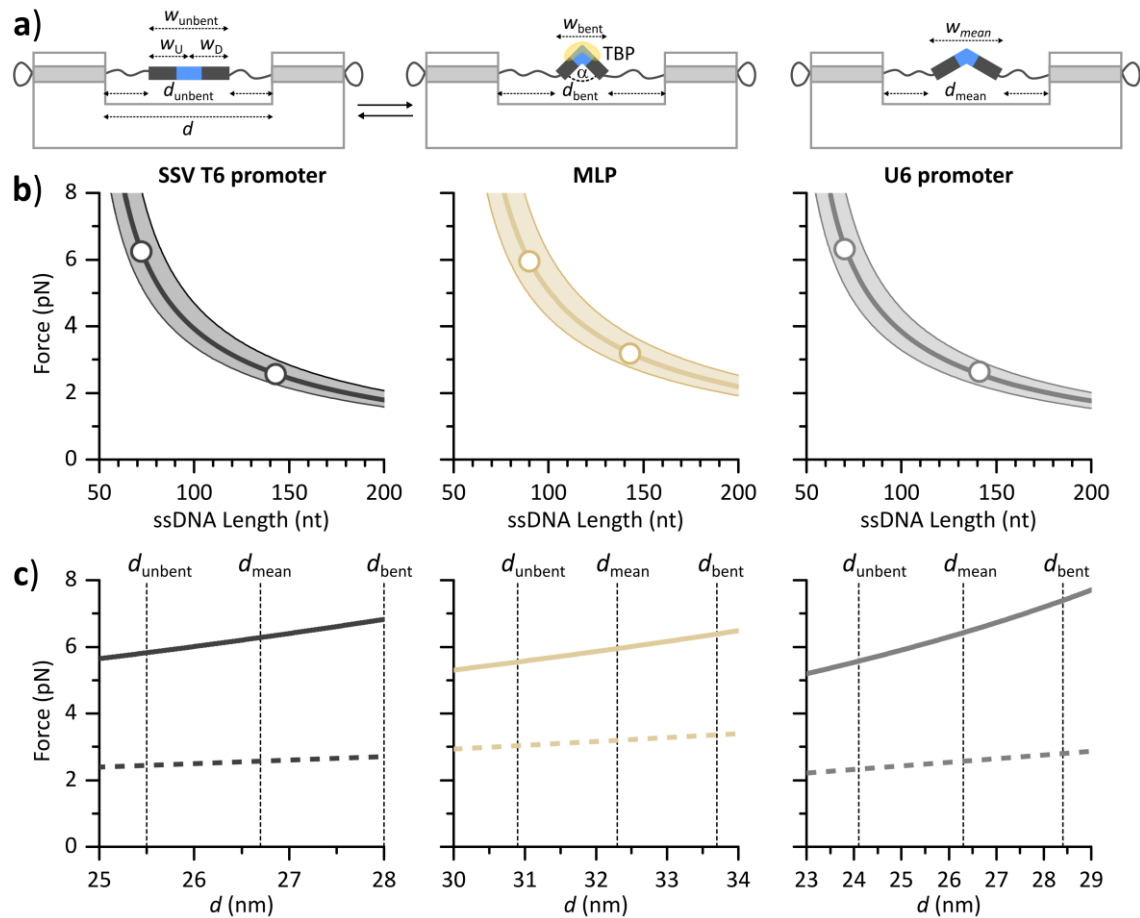 a)
w_unbent
w_U w_D
d_unbent
d
w_bent
TBP
α
d_bent
w_mean
d_mean
b)
SSV T6 promoter
MLP
U6 promoter
Force (pN)
8
6
4
2
0
50 100 150 200
ssDNA Length (nt)
50 100 150 200
ssDNA Length (nt)
50 100 150 200
ssDNA Length (nt)
c)
d_unbent d_mean d_bent
d_unbent d_mean d_bent
d_unbent d_mean d_bent
Force (pN)
8
6
4
2
0
25 26 27 28
d (nm)
30 31 32 33 34
d (nm)
23 24 25 26 27 28 29
d (nm)